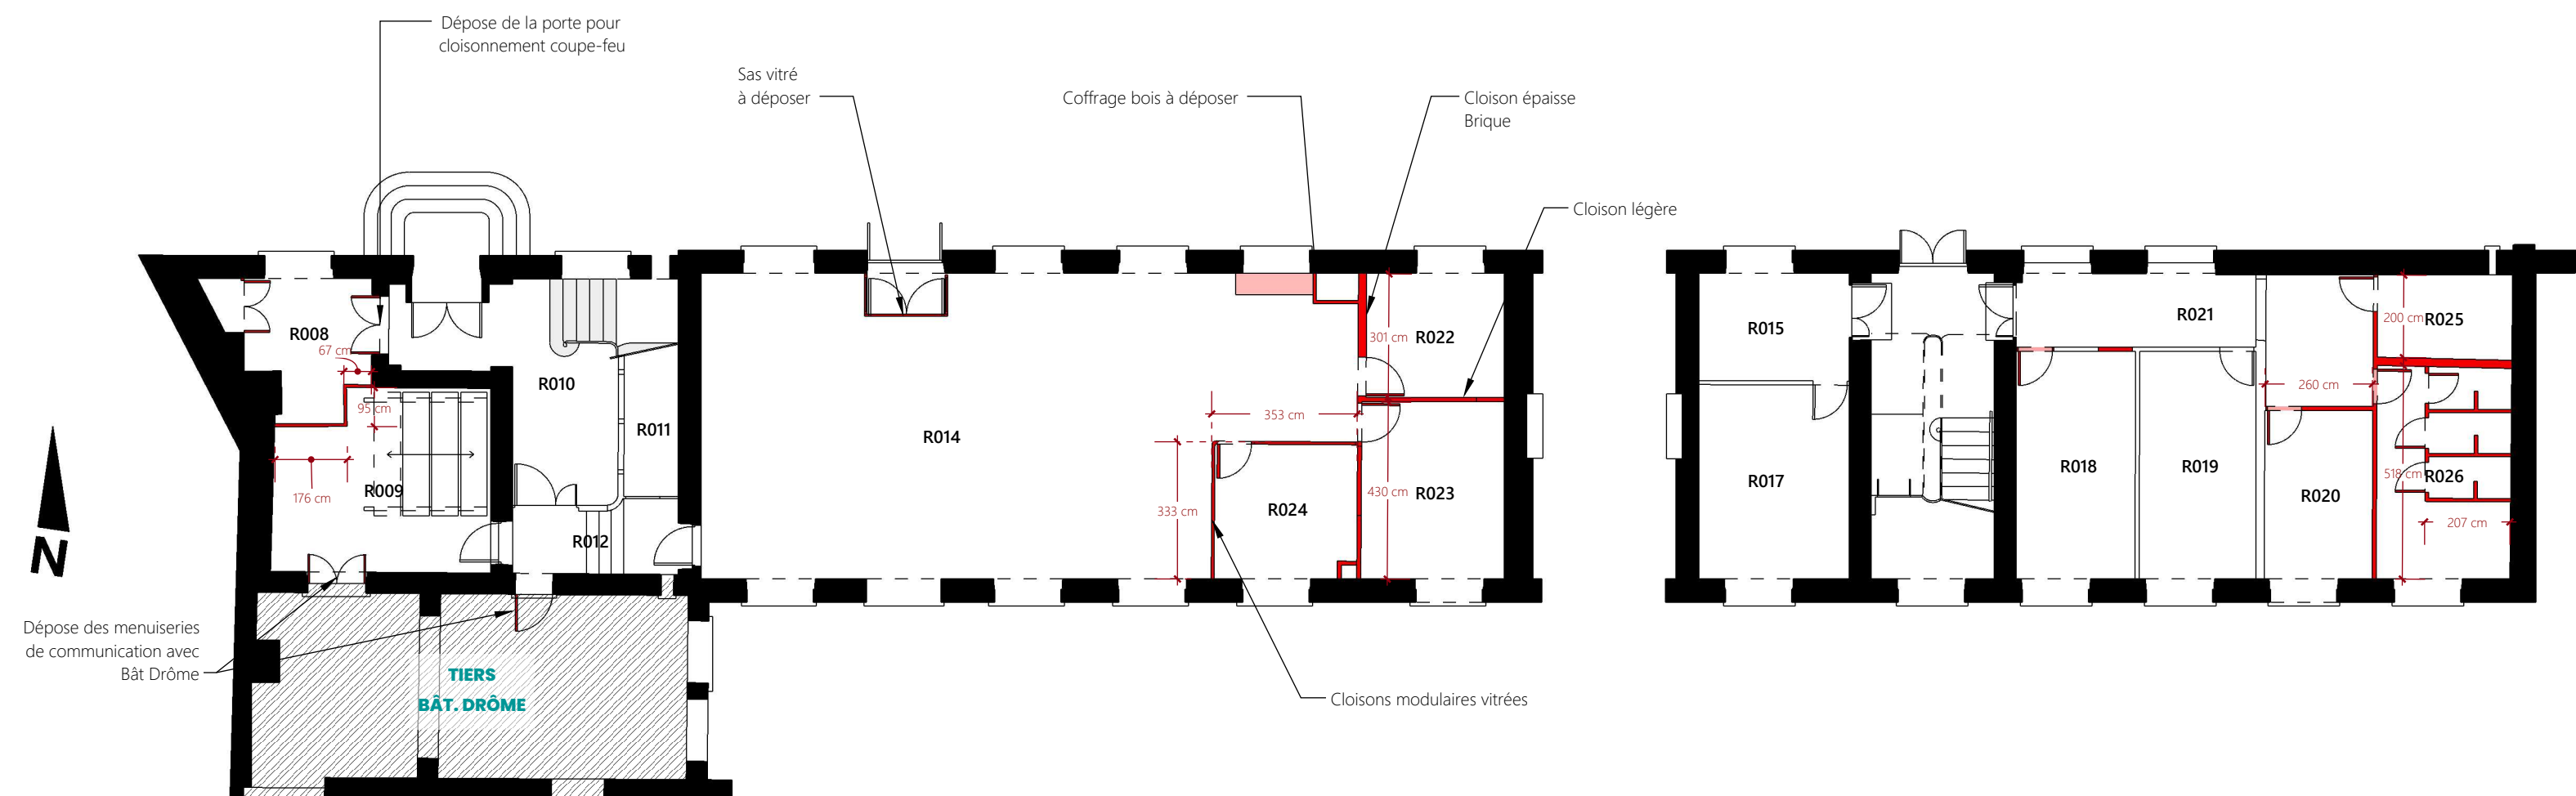 Dépose de la porte pour
cloisonnement coupe-feu
Sas vitré
à déposer
Coffrage bois à déposer
Cloison épaisse
Brique
Cloison légère
R008
67 cm
95 cm
R009
176 cm
R010
R011
R012
R014
353 cm
333 cm
R024
301 cm
R022
430 cm
R023
R015
R017
R021
R018
R019
260 cm
R020
200 cm
R025
518 cm
R026
207 cm
N
Dépose des menuiseries
de communication avec
Bât Drôme
TIERS
BÂT. DRÔME
Cloisons modulaires vitrées